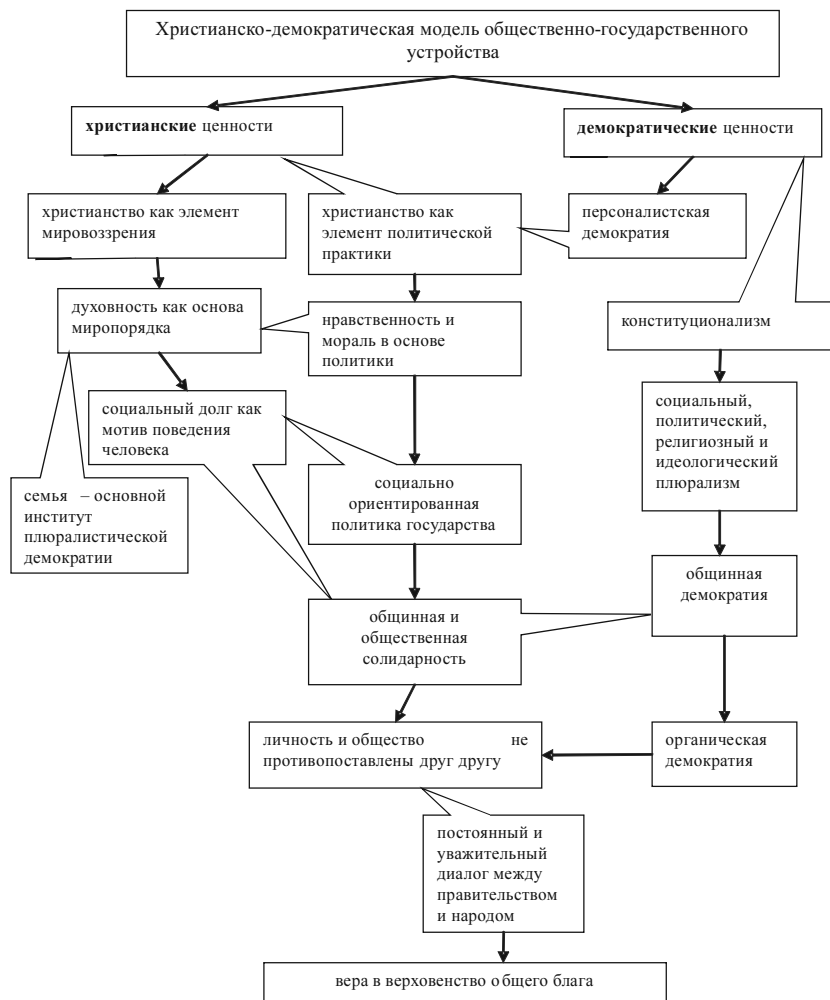 Христианско-демократическая модель общественно-государственного
устройства
христианские ценности
демократические ценности
христианство как элемент
мировоззрения
христианство как
элемент политической
практики
персоналистская
демократия
духовность как основа
миропорядка
нравственность и
мораль в основе
политики
конституционализм
социальный долг как
мотив поведения
человека
социальный,
политический,
религиозный и
идеологический
плюрализм
семья – основной
институт
плюралистической
демократии
социально
ориентированная
политика государства
общинная
демократия
общинная и
общественная
солидарность
личность и общество не
противопоставлены друг другу
органическая
демократия
постоянный и
уважительный
диалог между
правительством
и народом
вера в верховенство общего блага